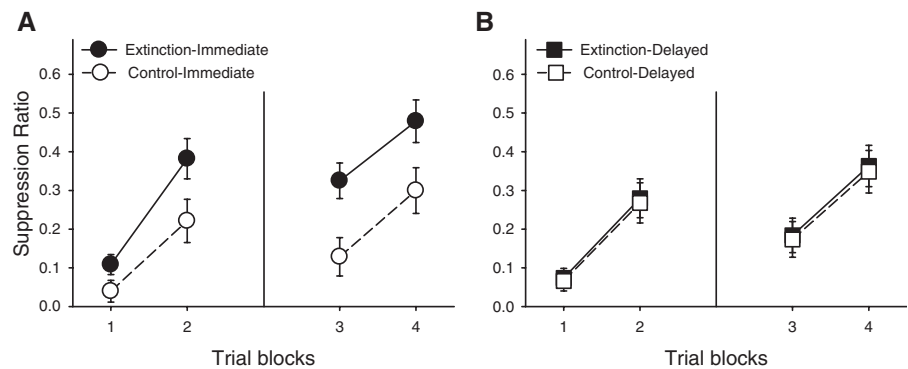 A
Extinction-Immediate
Control-Immediate
Suppression Ratio
0.6
0.5
0.4
0.3
0.2
0.1
0.0
1 2 3 4
Trial blocks
B
Extinction-Delayed
Control-Delayed
0.6
0.5
0.4
0.3
0.2
0.1
0.0
1 2 3 4
Trial blocks